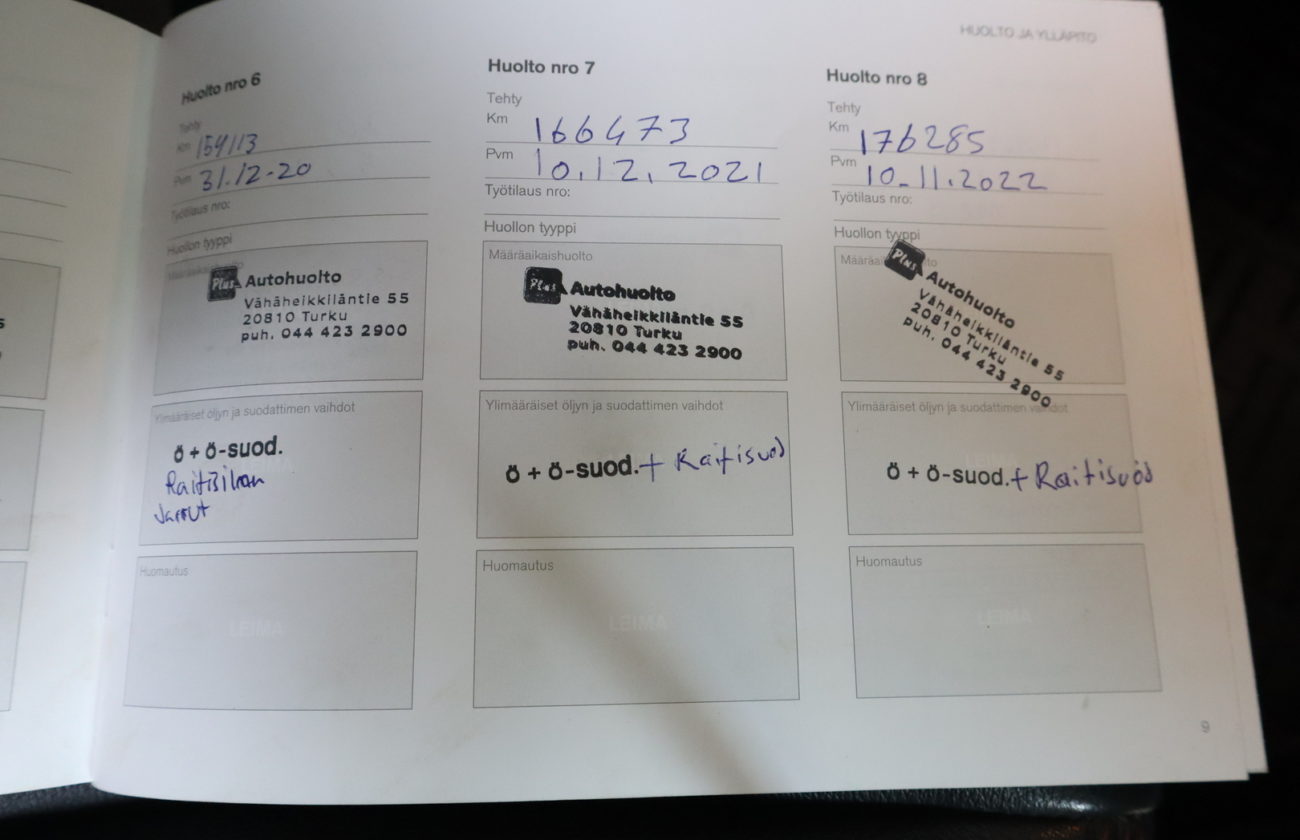 HUOLTO JA YLLÄPITO
Huolto nro 6
Tehty
Km 159113
Pvm 31.12-20
Työtilaus nro:
Huollon tyyppi
Määräaikaishuolto
Plus Autohuolto
Vähäheikkiläntie 55
20810 Turku
puh. 044 423 2900
Ylimääräiset öljyn ja suodattimen vaihdot
ö + ö-suod.
Jarrut
Huomautus
LEIMA
Huolto nro 7
Tehty
Km 166473
Pvm 10.12.2021
Työtilaus nro:
Huollon tyyppi
Määräaikaishuolto
Plus Autohuolto
Vähäheikkiläntie 55
20810 Turku
puh. 044 423 2900
Ylimääräiset öljyn ja suodattimen vaihdot
ö + ö-suod. + Raitisuod
Huomautus
LEIMA
Huolto nro 8
Tehty
Km 176285
Pvm 10.11.2022
Työtilaus nro:
Huollon tyyppi
Plus Autohuolto
Vähäheikkiläntie 55
20810 Turku
puh. 044 423 2900
Ylimääräiset öljyn ja suodattimen vaihdot
ö + ö-suod. + Raitisuod
Huomautus
LEIMA
9